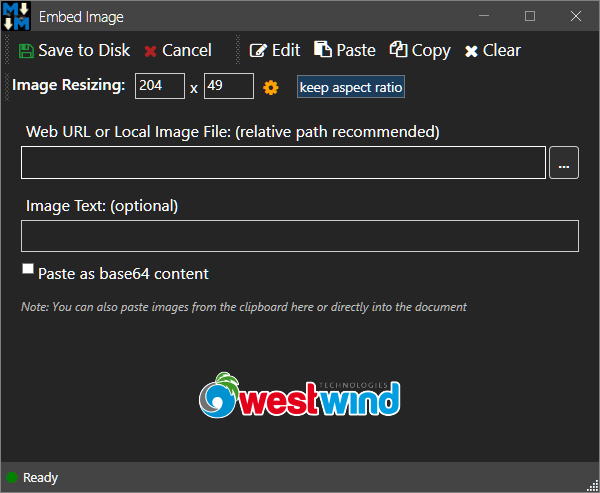 Embed Image
Save to Disk Cancel Edit Paste Copy Clear
Image Resizing: 204 x 49 keep aspect ratio
Web URL or Local Image File: (relative path recommended)
...
Image Text: (optional)
Paste as base64 content
Note: You can also paste images from the clipboard here or directly into the document
TECHNOLOGIES
westwind
Ready